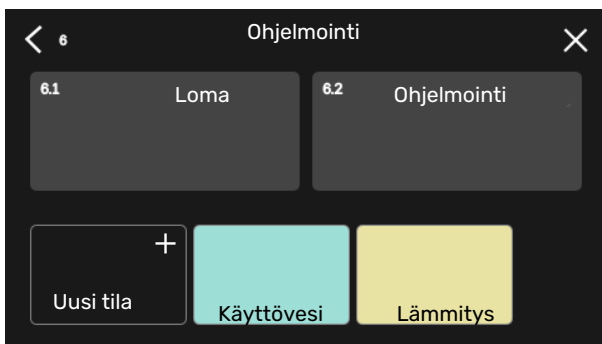 6 Ohjelmointi
6.1 Loma
6.2 Ohjelmointi
Uusi tila
Käyttövesi
Lämmitys